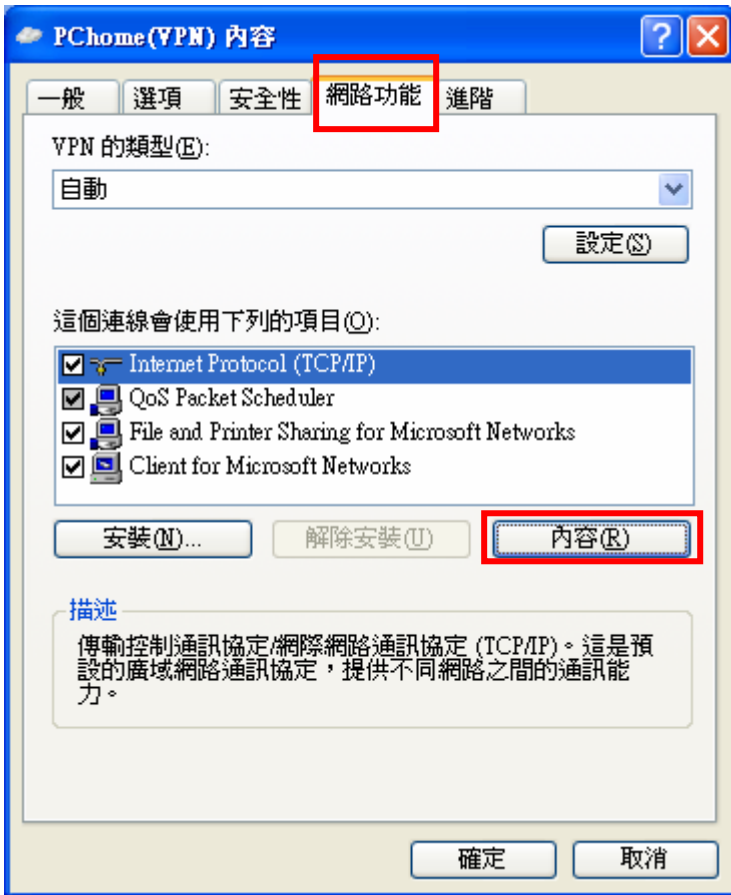 PChome(VPN) 內容
一般 選項 安全性 網路功能 進階
VPN 的類型(E):
自動
設定(S)
這個連線會使用下列的項目(O):
Internet Protocol (TCP/IP)
QoS Packet Scheduler
File and Printer Sharing for Microsoft Networks
Client for Microsoft Networks
安裝(N)... 解除安裝(U) 內容(R)
描述
傳輸控制通訊協定/網際網路通訊協定 (TCP/IP)。這是預
設的廣域網路通訊協定，提供不同網路之間的通訊能
力。
確定 取消